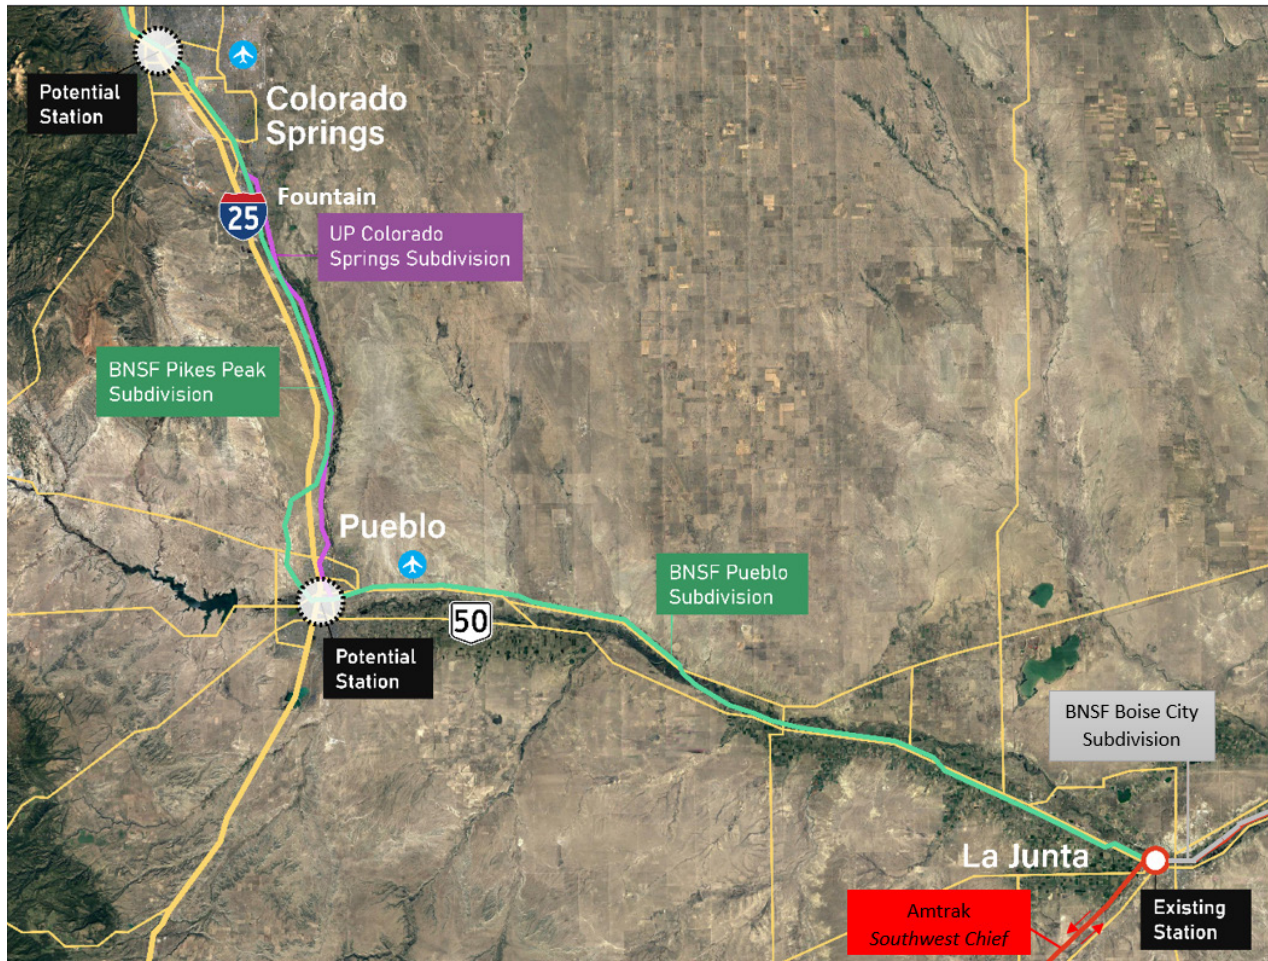 Potential
Station
Colorado
Springs
Fountain
25
UP Colorado
Springs Subdivision
BNSF Pikes Peak
Subdivision
Pueblo
BNSF Pueblo
Subdivision
50
Potential
Station
BNSF Boise City
Subdivision
La Junta
Amtrak
Southwest Chief
Existing
Station